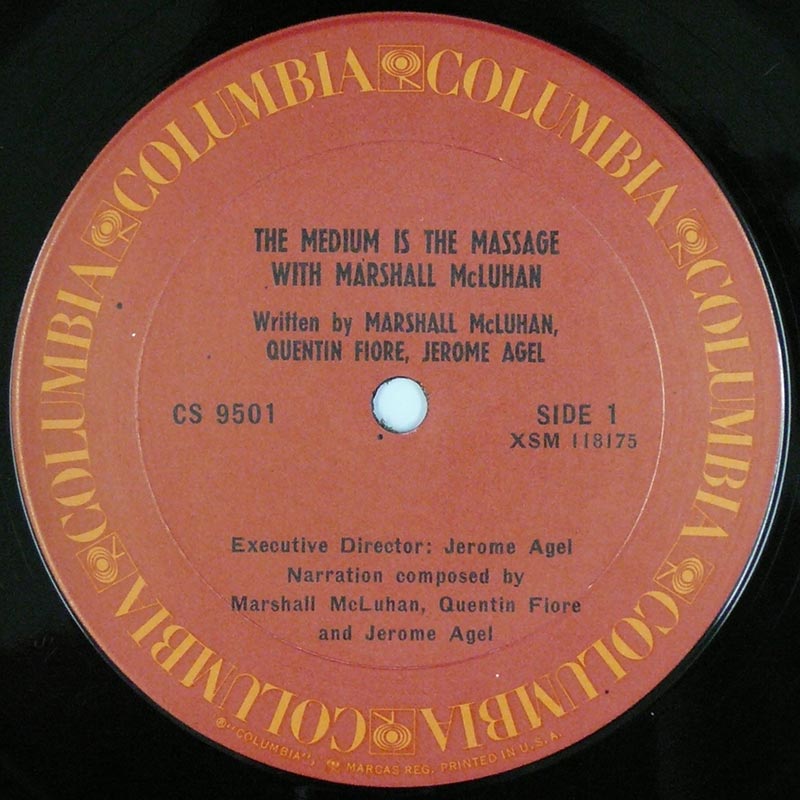 COLUMBIA COLUMBIA COLUMBIA COLUMBIA COLUMBIA COLUMBIA COLUMBIA
THE MEDIUM IS THE MASSAGE
WITH MARSHALL McLUHAN
Written by MARSHALL McLUHAN,
QUENTIN FIORE, JEROME AGEL
CS 9501
SIDE 1
XSM 118175
Executive Director: Jerome Agel
Narration composed by
Marshall McLuhan, Quentin Fiore
and Jerome Agel
®"COLUMBIA", MARCAS REG. PRINTED IN U.S.A.